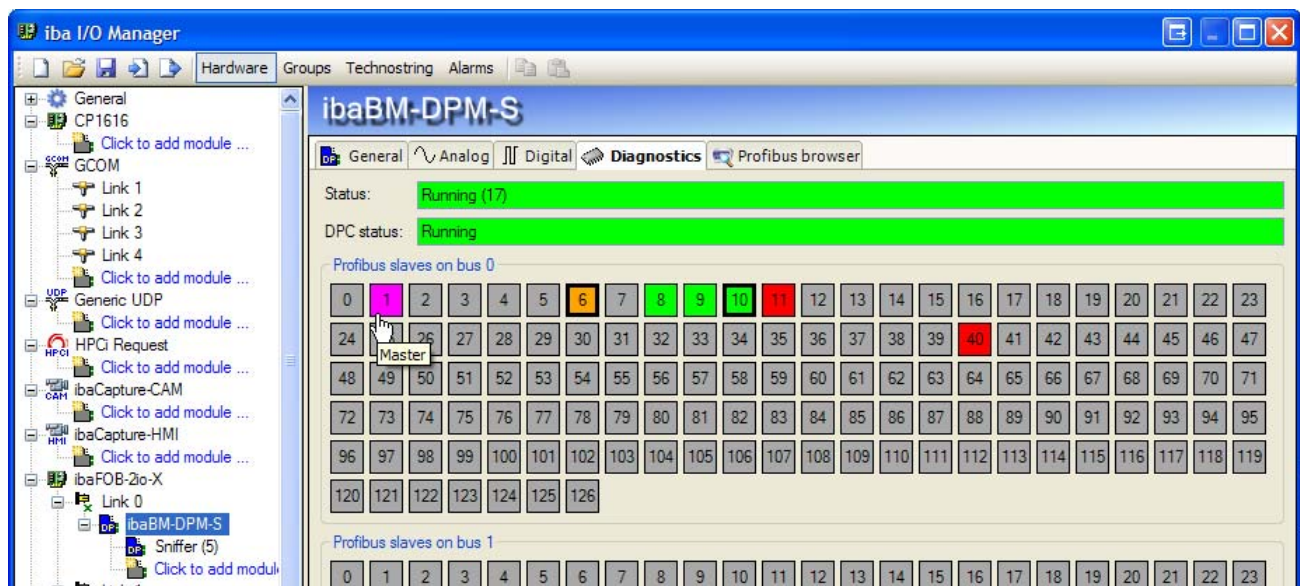 iba I/O Manager
Hardware Groups Technostring Alarms
General
CP1616
Click to add module ...
GCOM
GCOM
Link 1
Link 2
Link 3
Link 4
Click to add module ...
UDP
Generic UDP
Click to add module ...
HPCi
HPCi Request
Click to add module ...
CAM
ibaCapture-CAM
Click to add module ...
HMI
ibaCapture-HMI
Click to add module ...
ibaFOB-2io-X
Link 0
DP
ibaBM-DPM-S
DP
Sniffer (5)
Click to add modul
ibaBM-DPM-S
DP General Analog Digital Diagnostics Profibus browser
Status: Running (17)
DPC status: Running
Profibus slaves on bus 0
0 1 2 3 4 5 6 7 8 9 10 11 12 13 14 15 16 17 18 19 20 21 22 23
24 26 27 28 29 30 31 32 33 34 35 36 37 38 39 40 41 42 43 44 45 46 47
Master
48 49 50 51 52 53 54 55 56 57 58 59 60 61 62 63 64 65 66 67 68 69 70 71
72 73 74 75 76 77 78 79 80 81 82 83 84 85 86 87 88 89 90 91 92 93 94 95
96 97 98 99 100 101 102 103 104 105 106 107 108 109 110 111 112 113 114 115 116 117 118 119
120 121 122 123 124 125 126
Profibus slaves on bus 1
0 1 2 3 4 5 6 7 8 9 10 11 12 13 14 15 16 17 18 19 20 21 22 23